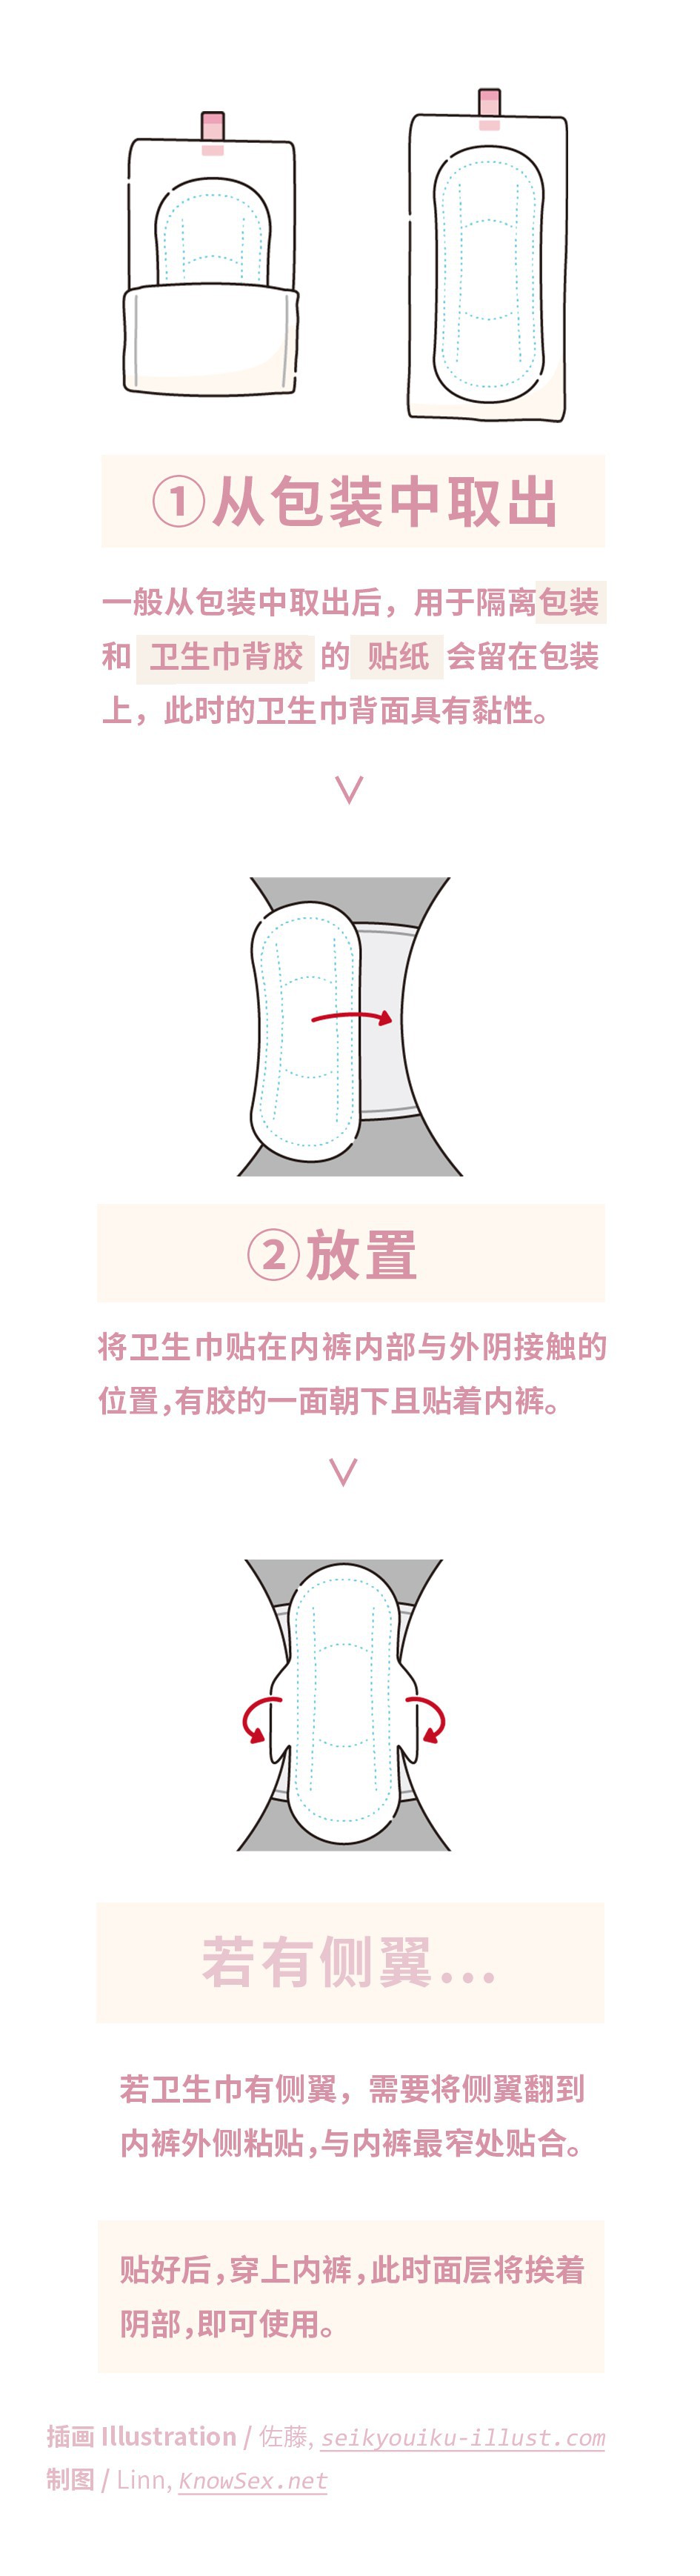 ①从包装中取出
一般从包装中取出后，用于隔离包装
和 卫生巾背胶 的 贴纸 会留在包装
上，此时的卫生巾背面具有黏性。
②放置
将卫生巾贴在内裤内部与外阴接触的
位置,有胶的一面朝下且贴着内裤。
若有侧翼...
若卫生巾有侧翼，需要将侧翼翻到
内裤外侧粘贴,与内裤最窄处贴合。
贴好后,穿上内裤,此时面层将挨着
阴部,即可使用。
插画 Illustration / 佐藤, seikyouiku-illust.com
制图 / Linn, KnowSex.net